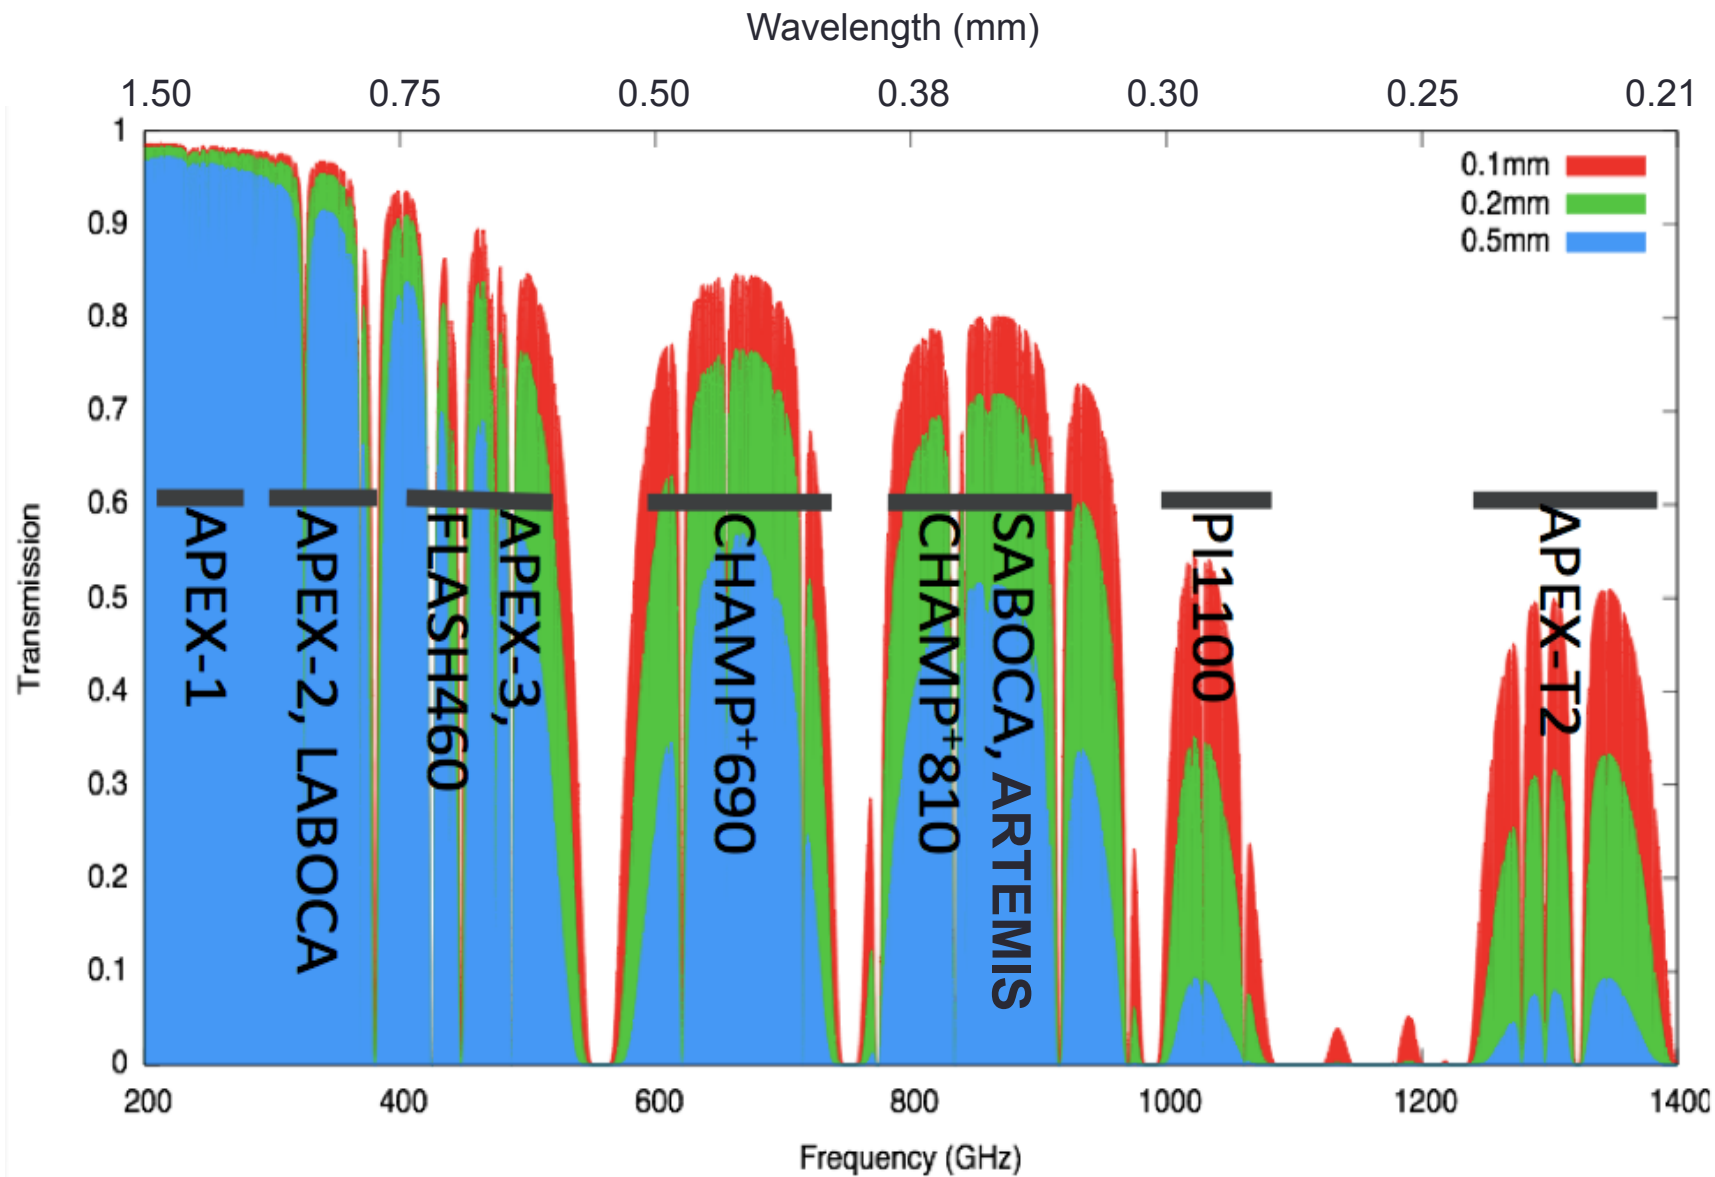 Wavelength (mm)
1.50 0.75 0.50 0.38 0.30 0.25 0.21
1
0.9
0.8
0.7
0.6
0.5
0.4
0.3
0.2
0.1
0
Transmission
0.1mm
0.2mm
0.5mm
APEX-1
APEX-2, LABOCA
APEX-3,
FLASH460
CHAMP⁺690
CHAMP⁺810
SABOCA, ARTEMIS
PI1100
APEX-T2
200 400 600 800 1000 1200 1400
Frequency (GHz)